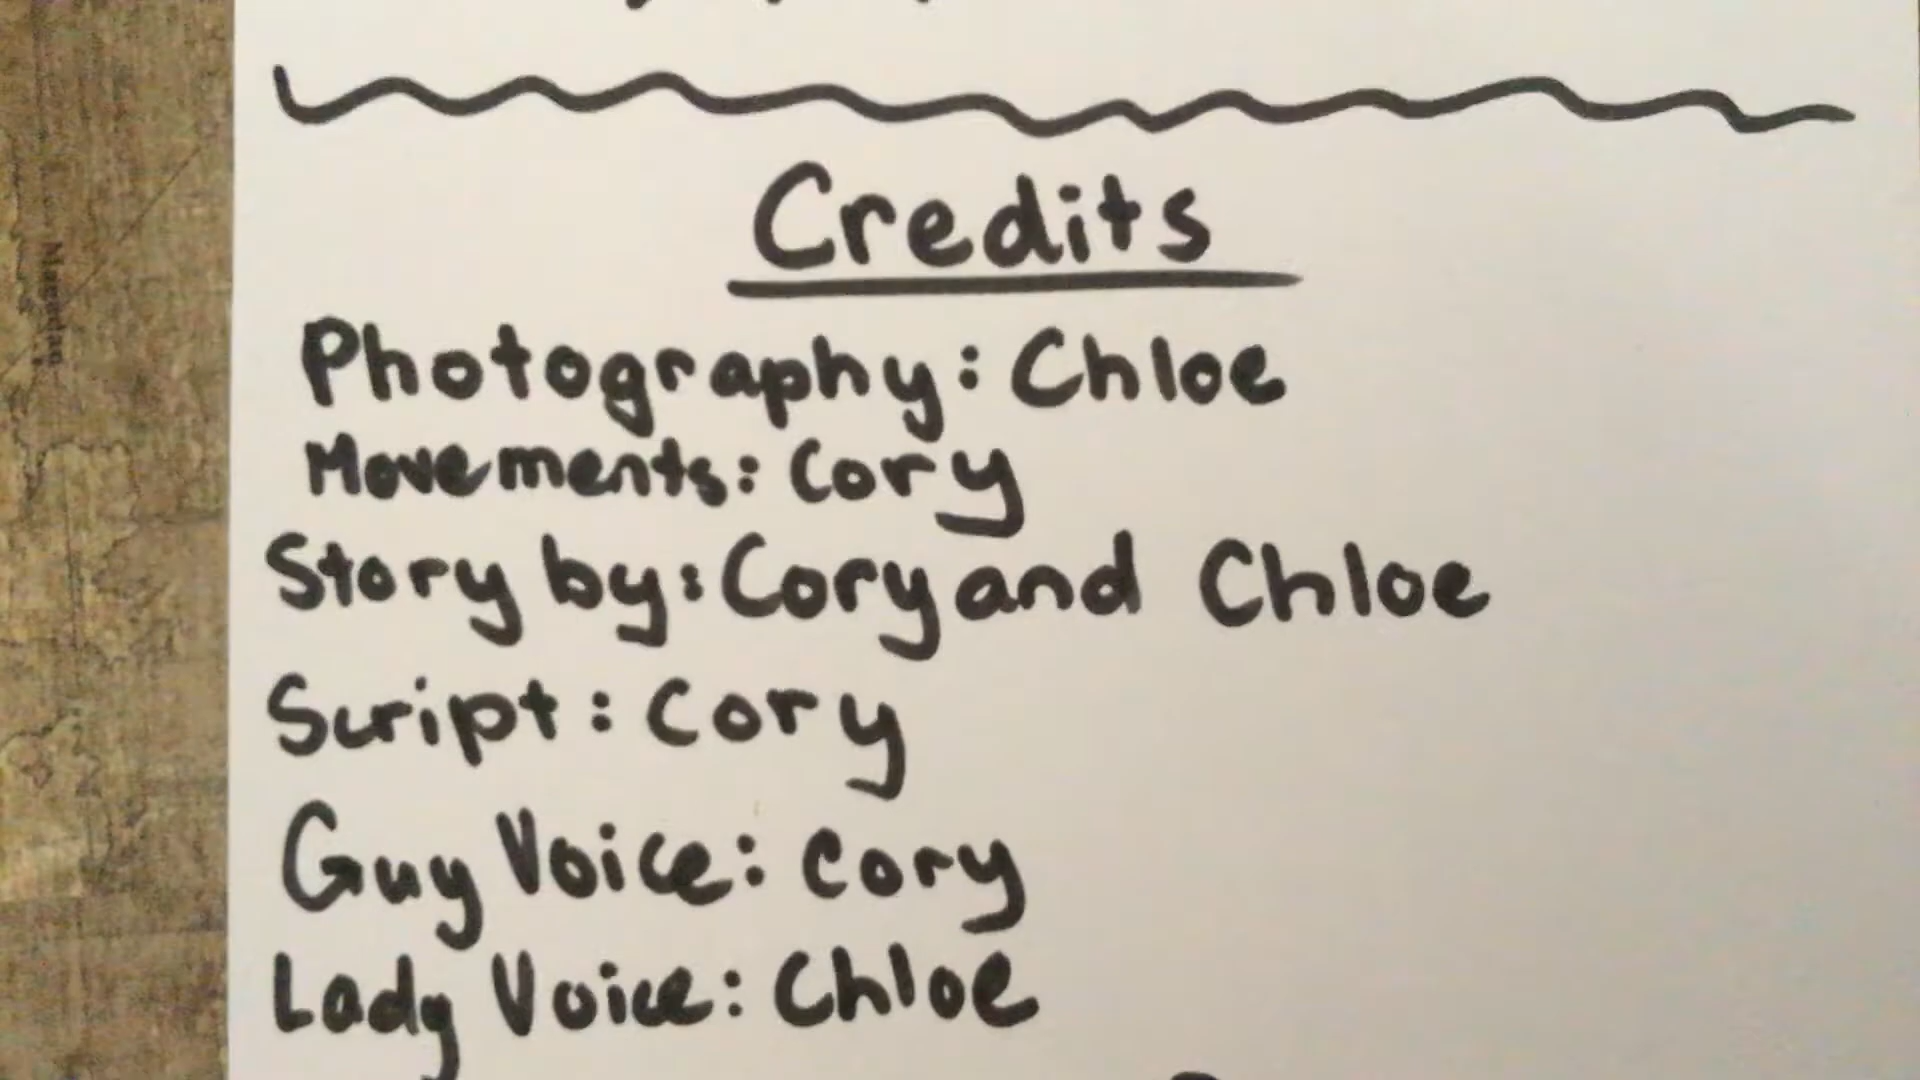 Credits
Photography: Chloe
Movements: Cory
Story by: Cory and Chloe
Script: Cory
Guy Voice: Cory
Lady Voice: Chloe